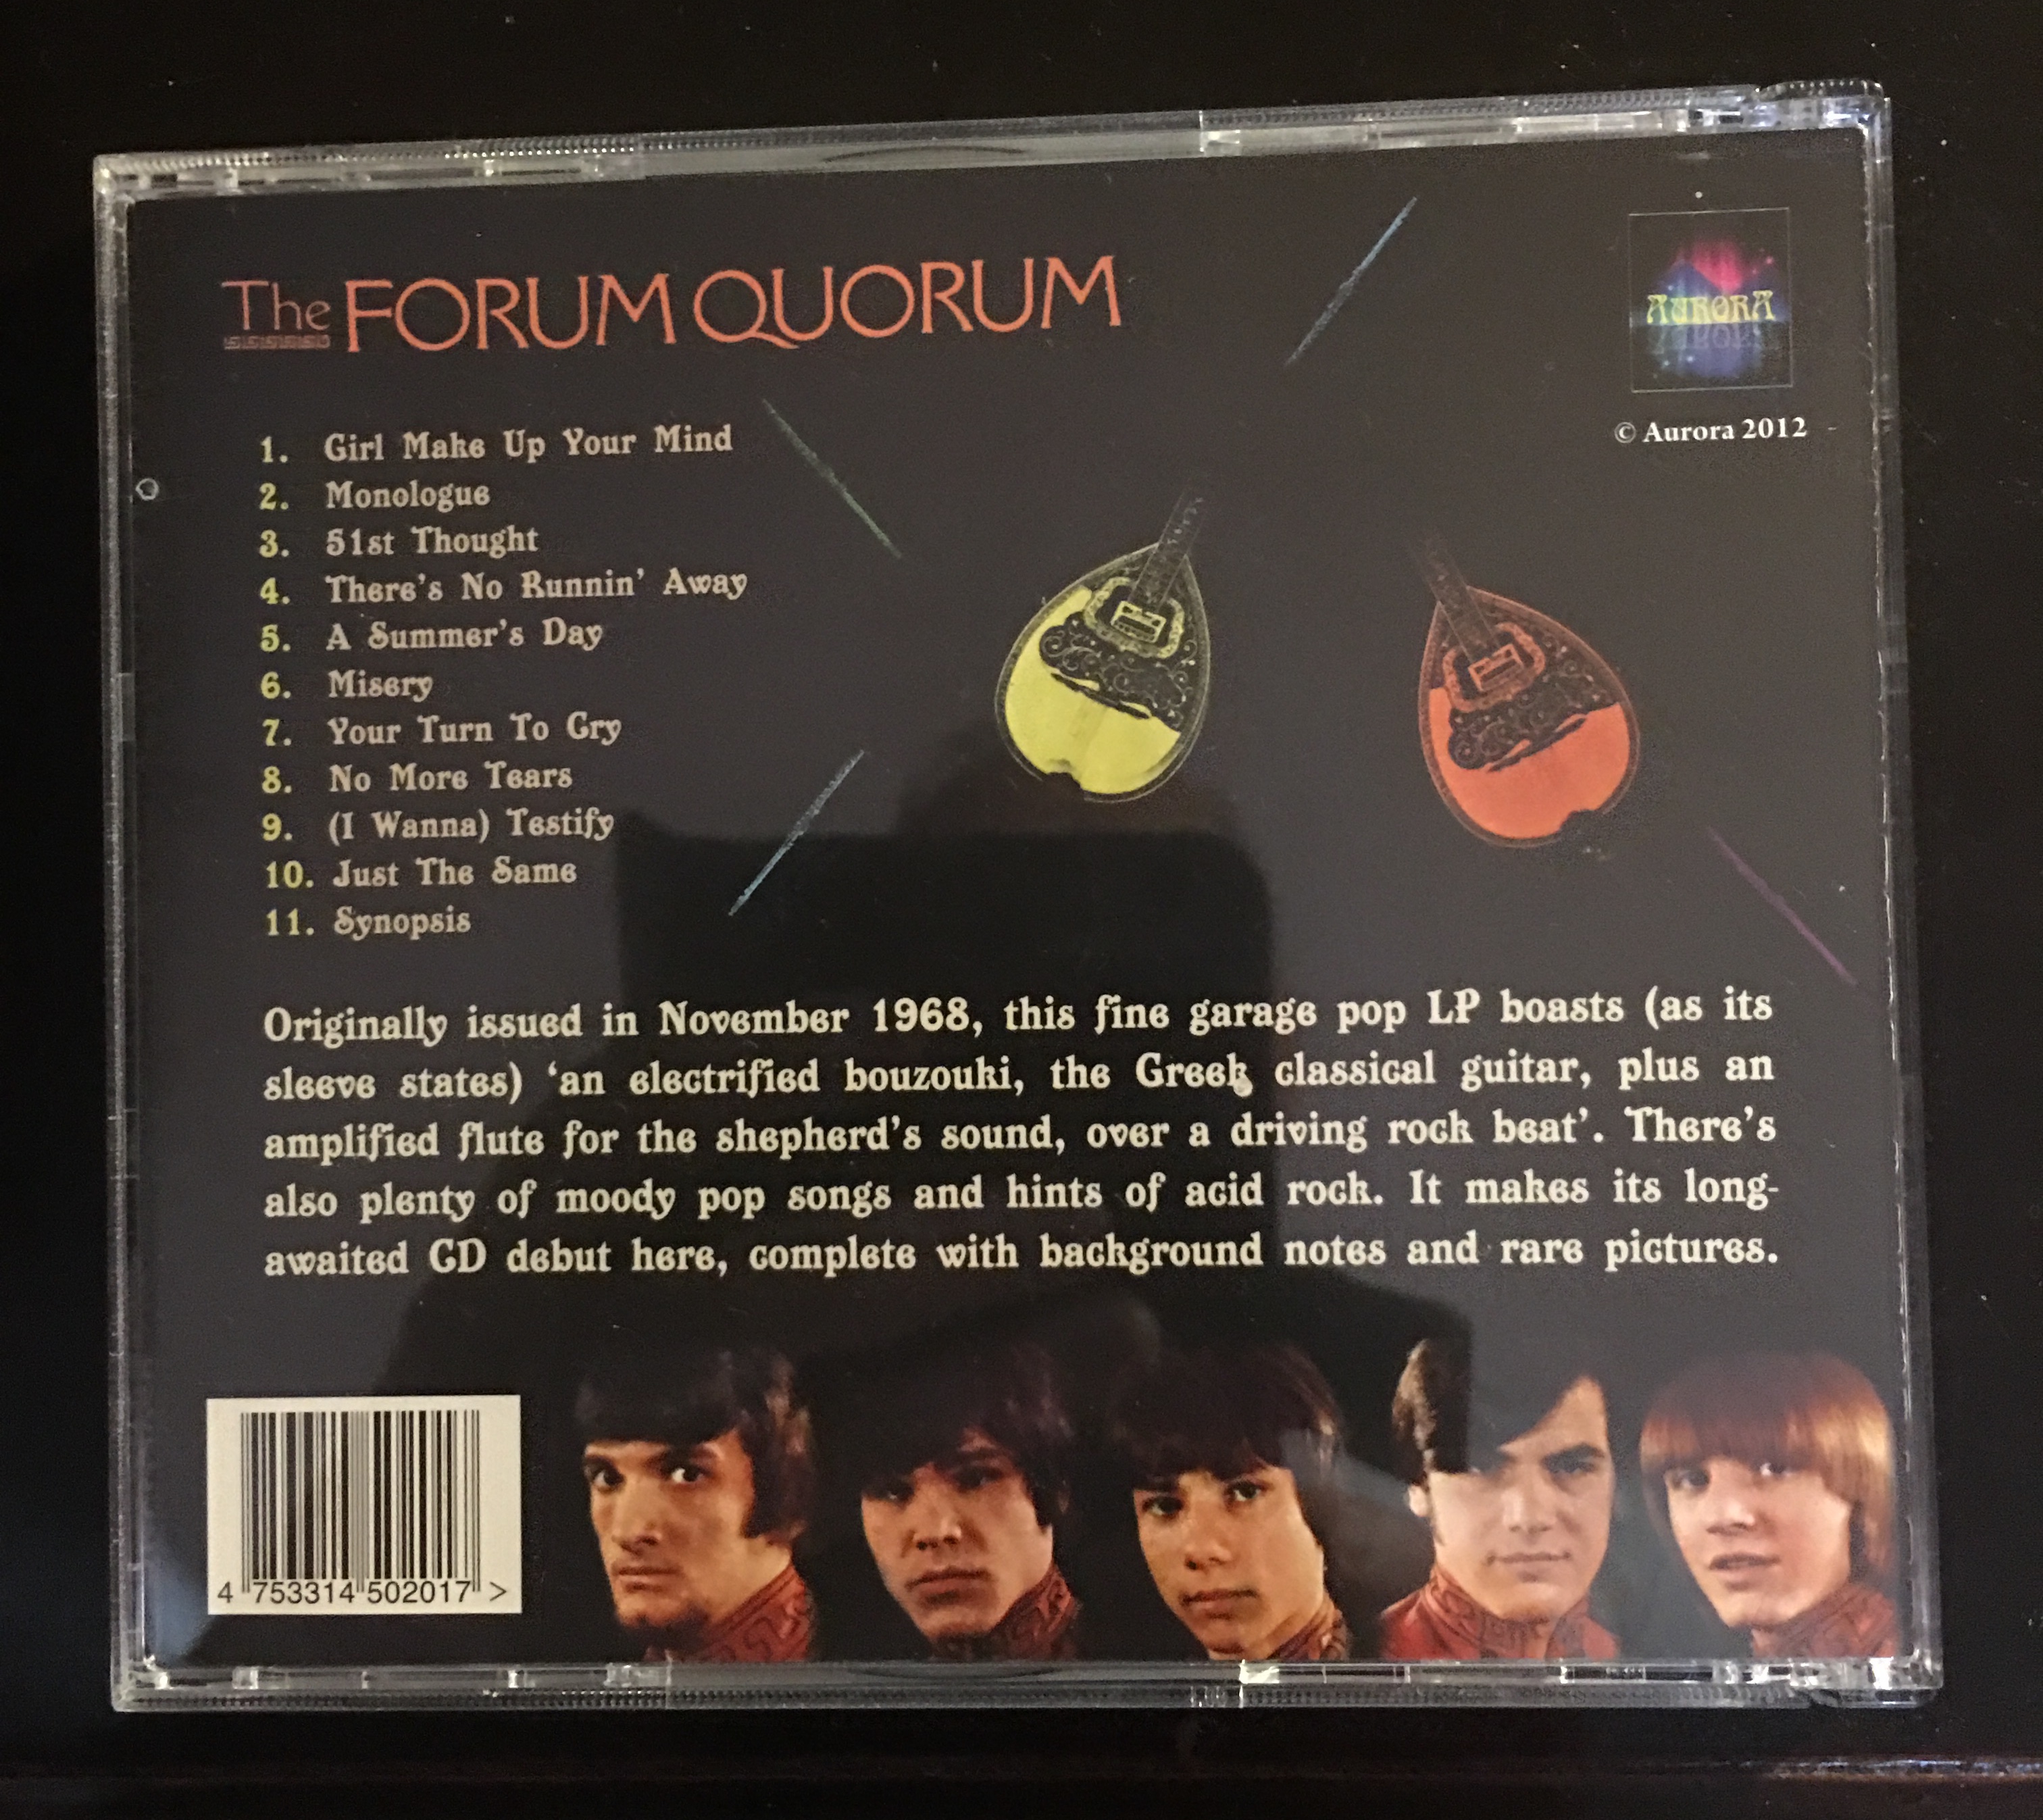 The FORUM QUORUM
AURORA
© Aurora 2012
1. Girl Make Up Your Mind
2. Monologue
3. 51st Thought
4. There's No Runnin' Away
5. A Summer's Day
6. Misery
7. Your Turn To Cry
8. No More Tears
9. (I Wanna) Testify
10. Just The Same
11. Synopsis
Originally issued in November 1968, this fine garage pop LP boasts (as its
sleeve states) 'an electrified bouzouki, the Greek classical guitar, plus an
amplified flute for the shepherd's sound, over a driving rock beat'. There's
also plenty of moody pop songs and hints of acid rock. It makes its long-
awaited CD debut here, complete with background notes and rare pictures.
4 753314 502017 >